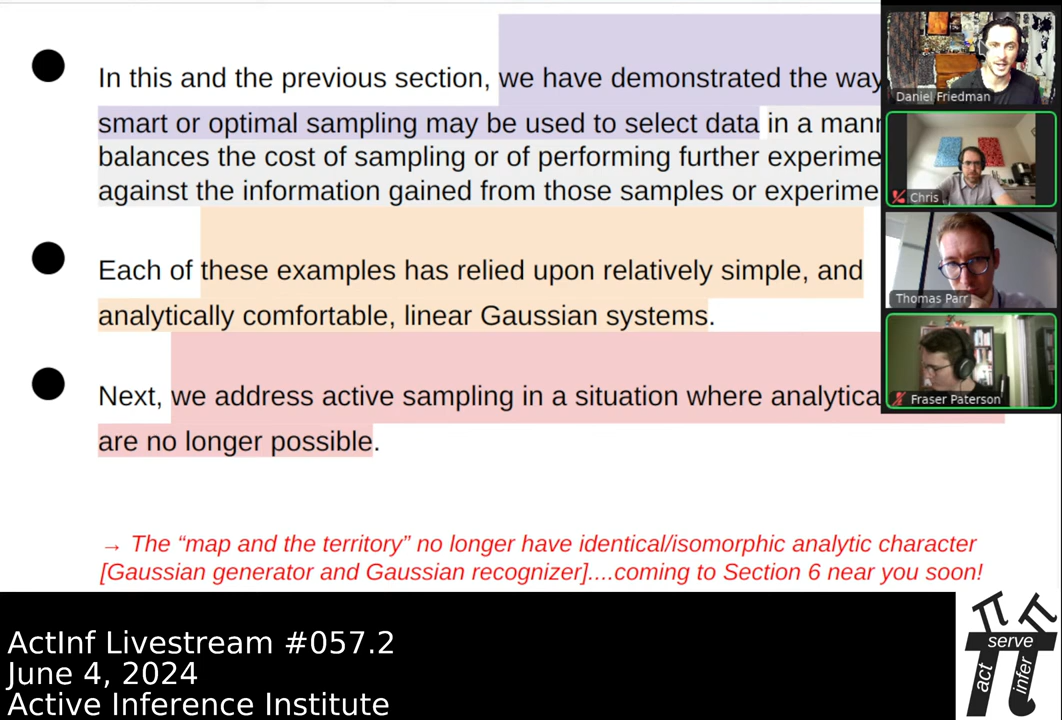 In this and the previous section, we have demonstrated the way
smart or optimal sampling may be used to select data in a
balances the cost of sampling or of performing further
against the information gained from those samples or
Each of these examples has relied upon relatively simple, and
analytically comfortable, linear Gaussian systems.
Next, we address active sampling in a situation where
are no longer possible.
→ The “map and the territory” no longer have identical/isomorphic analytic character
[Gaussian generator and Gaussian recognizer]....coming to Section 6 near you soon!
Daniel Friedman
Chris
Thomas Parr
Fraser Paterson
ActInf Livestream #057.2
June 4, 2024
Active Inference Institute
serve
act
infer